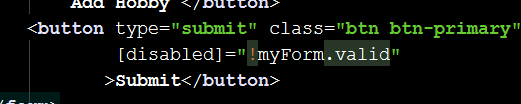 Add Hobby </button>
<button type="submit" class="btn btn-primary"
[disabled]="!myForm.valid"
>Submit</button>
</form>